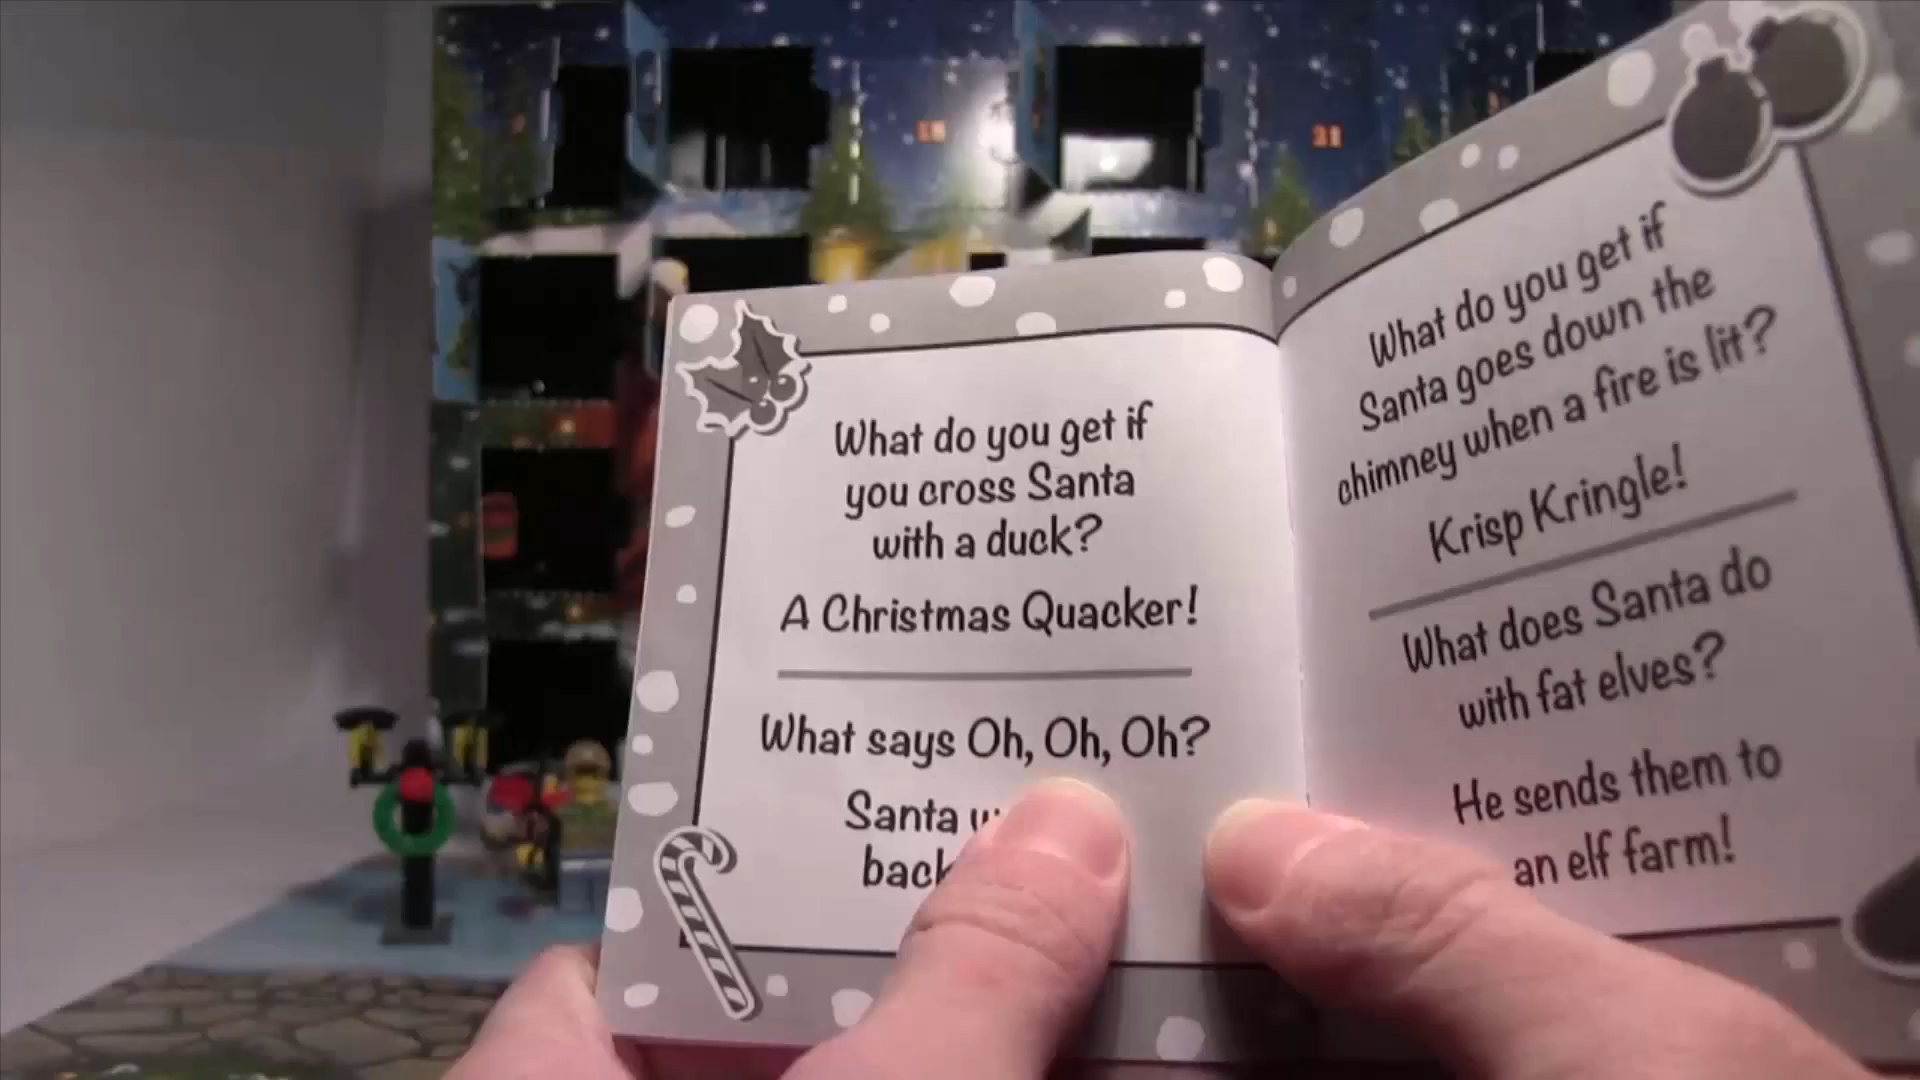 What do you get if
you cross Santa
with a duck?
A Christmas Quacker!
What says Oh, Oh, Oh?
Santa
back
What do you get if
Santa goes down the
chimney when a fire is lit?
Krisp Kringle!
What does Santa do
with fat elves?
He sends them to
an elf farm!
21